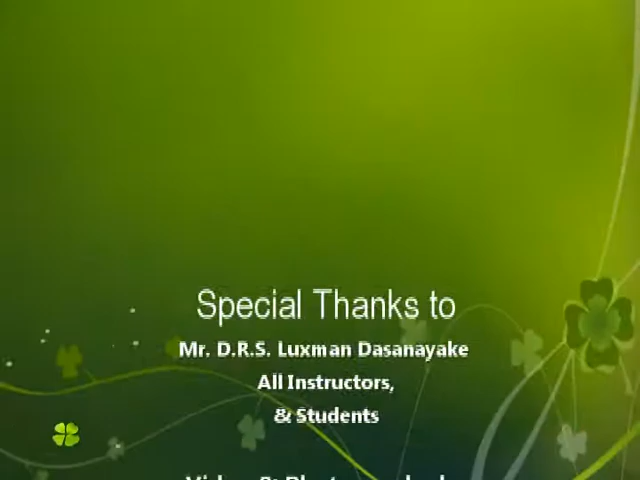 Special Thanks to
Mr. D.R.S. Luxman Dasanayake
All Instructors,
& Students